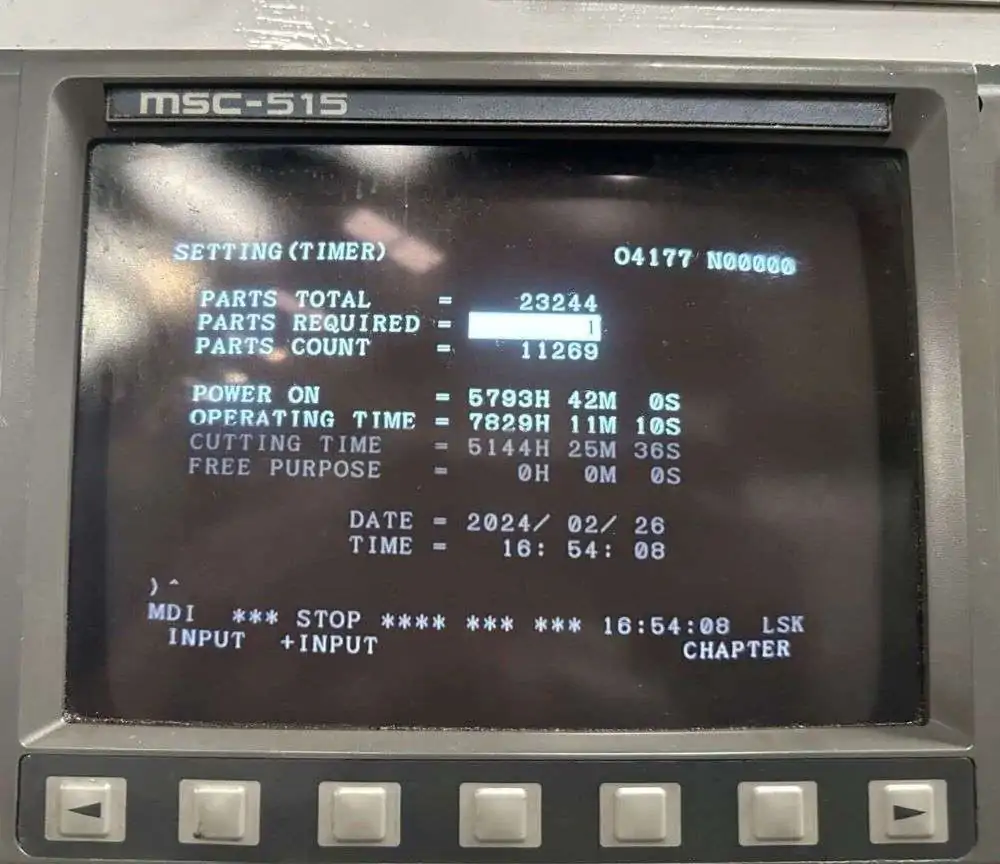 MSC-515
SETTING(TIMER) O4177 N00000
PARTS TOTAL = 23244
PARTS REQUIRED = 1
PARTS COUNT = 11269
POWER ON = 5793H 42M 0S
OPERATING TIME = 7829H 11M 10S
CUTTING TIME = 5144H 25M 36S
FREE PURPOSE = 0H 0M 0S
DATE = 2024/ 02/ 26
TIME = 16: 54: 08
)^
MDI *** STOP **** *** *** 16:54:08 LSK
INPUT +INPUT CHAPTER